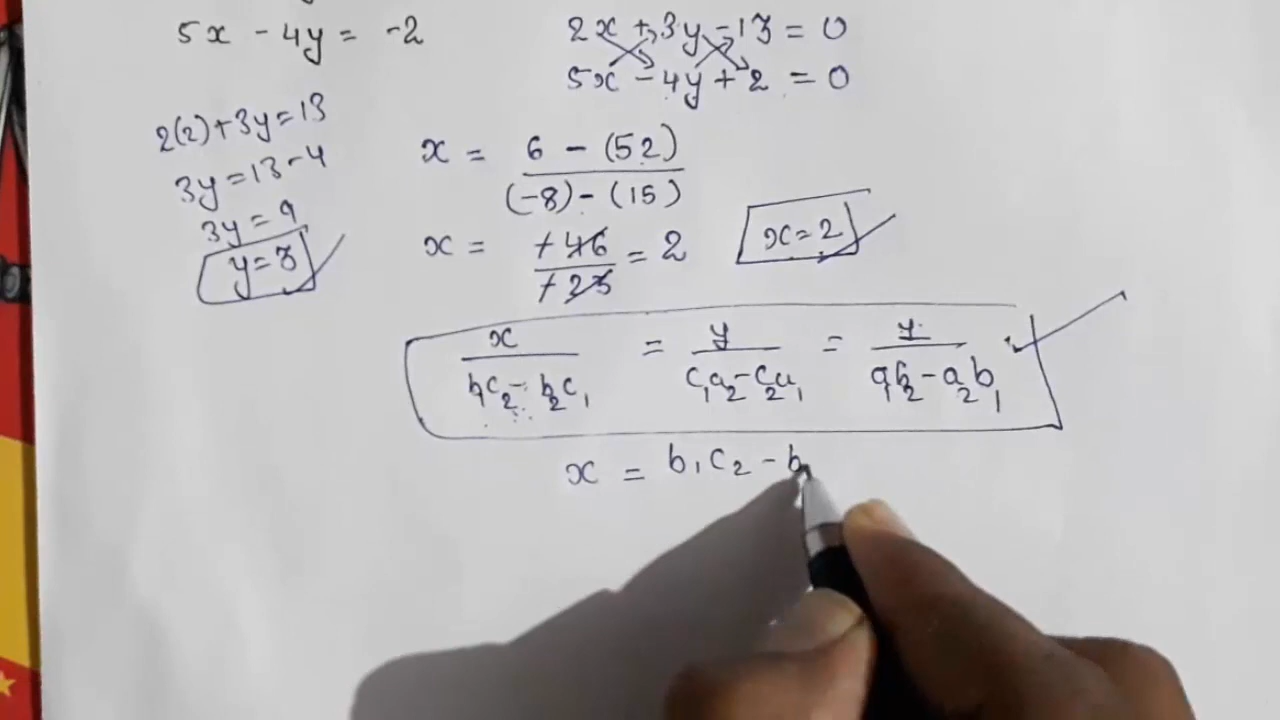 5x - 4y = -2
2x + 3y - 13 = 0
5x - 4y + 2 = 0
2(2)+3y=13
3y=13-4
3y = 9
y=3
x = 6 - (52) / (-8) - (15)
x = +46 / +23 = 2
x=2
x / b₁c₂ - b₂c₁ = y / c₁a₂ - c₂a₁ = y / a₁b₂ - a₂b₁
x = b₁c₂ - b